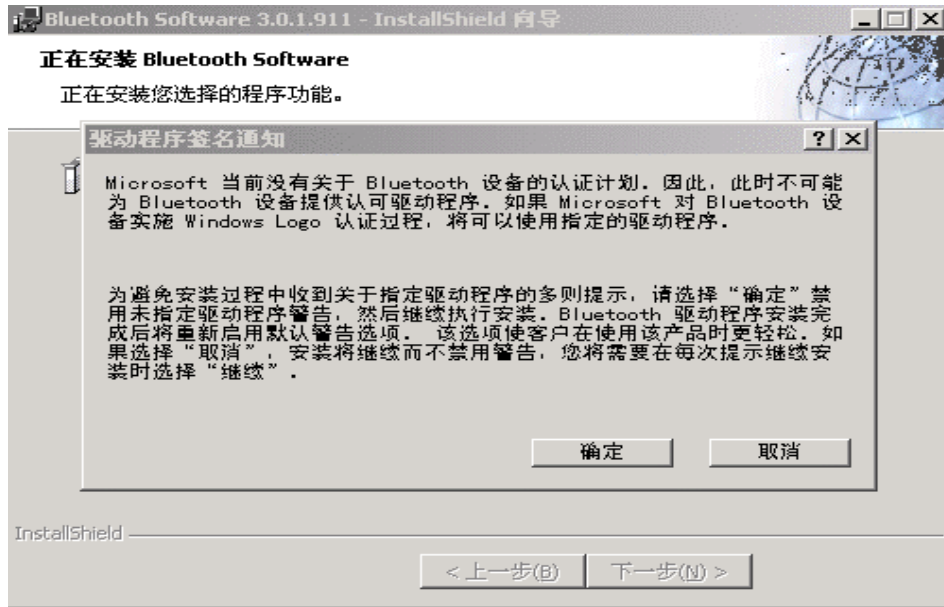 Bluetooth Software 3.0.1.911 - InstallShield 向导
正在安装 Bluetooth Software
正在安装您选择的程序功能。
驱动程序签名通知
Microsoft 当前没有关于 Bluetooth 设备的认证计划. 因此, 此时不可能
为 Bluetooth 设备提供认可驱动程序. 如果 Microsoft 对 Bluetooth 设
备实施 Windows Logo 认证过程, 将可以使用指定的驱动程序.
为避免安装过程中收到关于指定驱动程序的多则提示, 请选择“确定”禁
用未指定驱动程序警告, 然后继续执行安装. Bluetooth 驱动程序安装完
成后将重新启用默认警告选项. 该选项使客户在使用该产品时更轻松. 如
果选择“取消”, 安装将继续而不禁用警告, 您将需要在每次提示继续安
装时选择“继续”.
确定
取消
InstallShield
< 上一步(B)
下一步(N) >